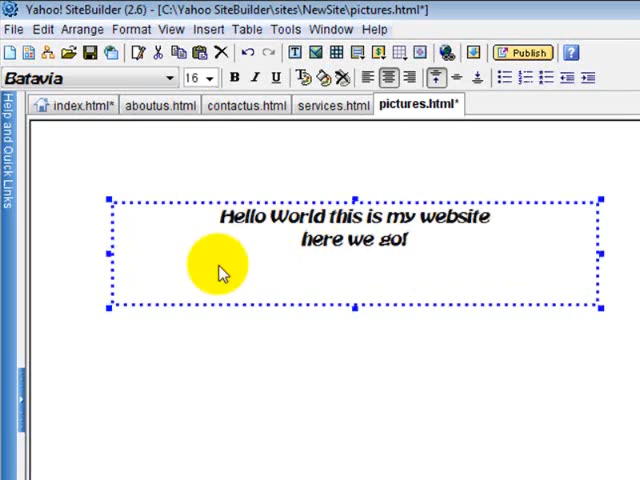 Yahoo! SiteBuilder (2.6) - [C:\Yahoo SiteBuilder\sites\NewSite\pictures.html*]
File Edit Arrange Format View Insert Table Tools Window Help
Publish ?
Batavia 16 B I U
index.html* aboutus.html contactus.html services.html pictures.html*
Help and Quick Links
Hello World this is my website
here we go!